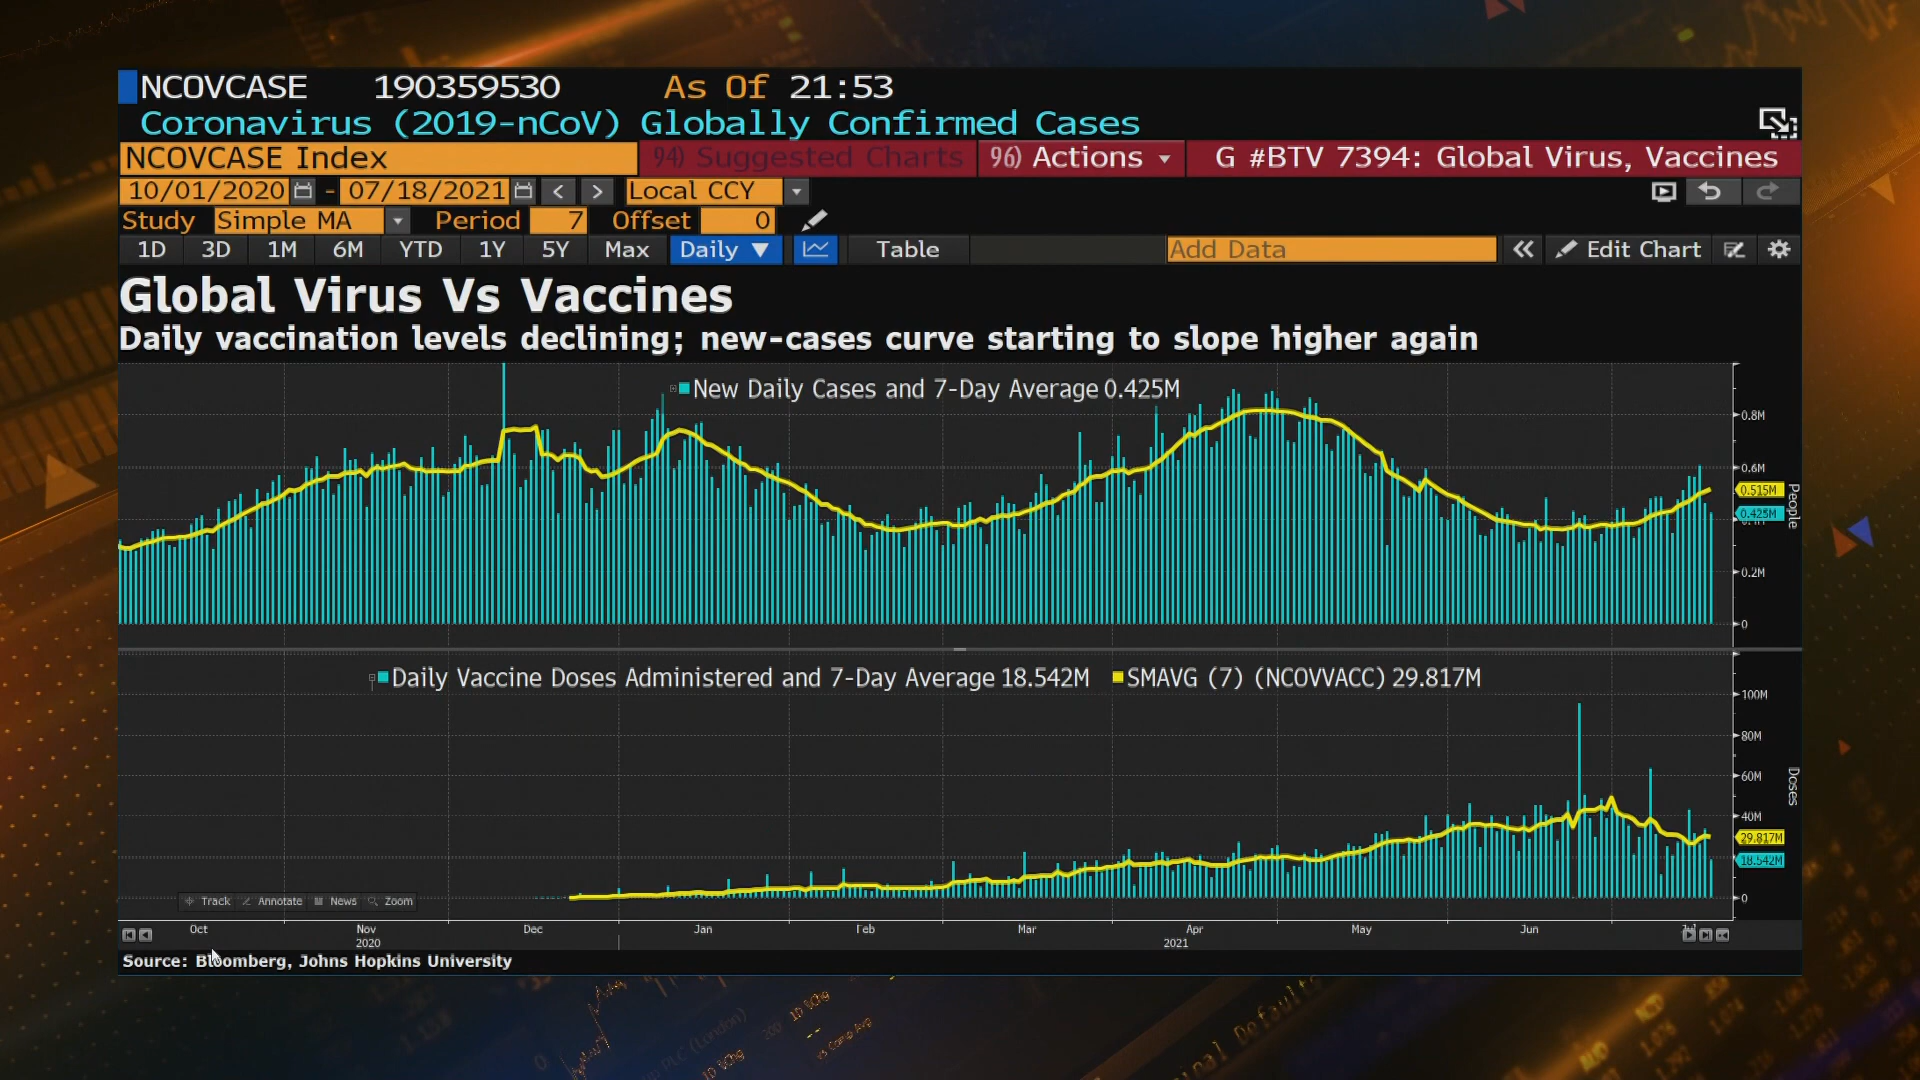 NCOVCASE 190359530 As Of 21:53
Coronavirus (2019-nCoV) Globally Confirmed Cases
NCOVCASE Index 94) Suggested Charts 96) Actions G #BTV 7394: Global Virus, Vaccines
10/01/2020 - 07/18/2021 < > Local CCY
Study Simple MA Period 7 Offset 0
1D 3D 1M 6M YTD 1Y 5Y Max Daily ▼ Table Add Data « Edit Chart
Global Virus Vs Vaccines
Daily vaccination levels declining; new-cases curve starting to slope higher again
New Daily Cases and 7-Day Average 0.425M
0.8M
0.6M
0.515M
0.425M
0.2M
0
People
Daily Vaccine Doses Administered and 7-Day Average 18.542M SMAVG (7) (NCOVVACC) 29.817M
100M
80M
60M
40M
29.817M
18.542M
0
Doses
Track Annotate News Zoom
Oct Nov Dec Jan Feb Mar Apr May Jun
2020 2021
Source: Bloomberg, Johns Hopkins University